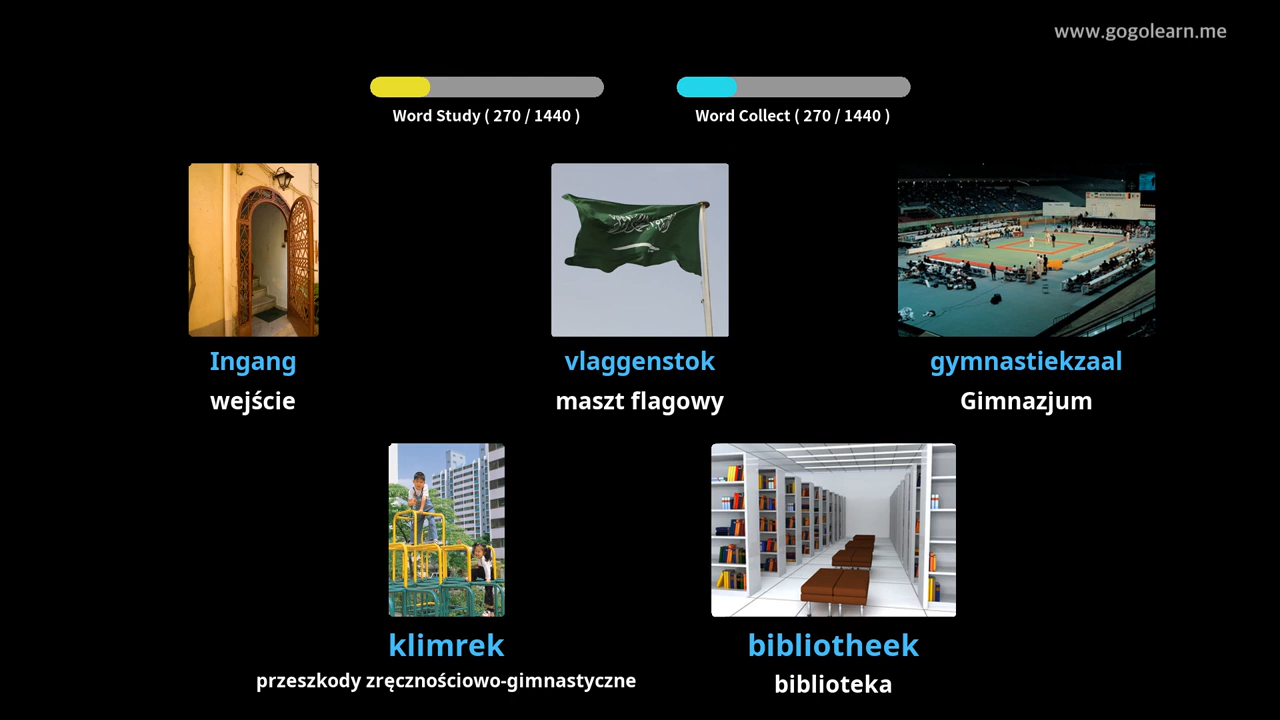 www.gogolearn.me
Word Study ( 270 / 1440 )
Word Collect ( 270 / 1440 )
Ingang
wejście
vlaggenstok
maszt flagowy
gymnastiekzaal
Gimnazjum
klimrek
przeszkody zręcznościowo-gimnastyczne
bibliotheek
biblioteka